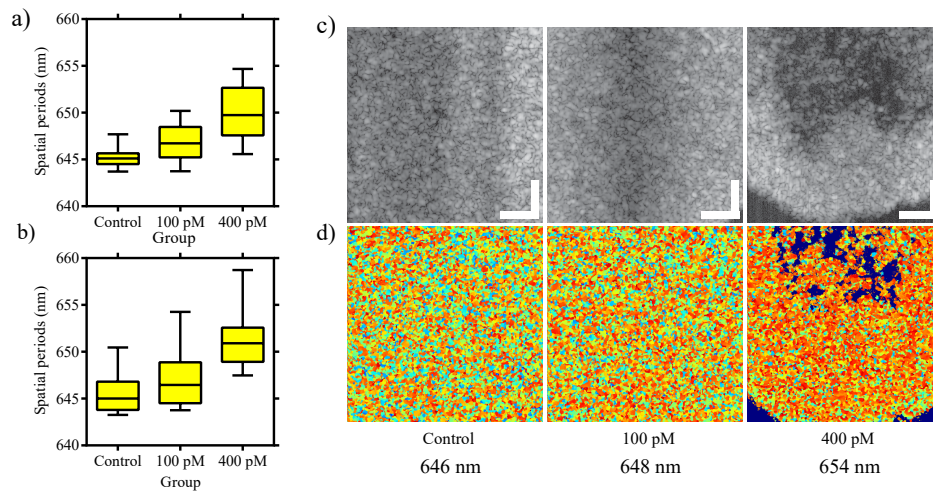 a)
660
655
650
645
640
Spatial periods (nm)
Control 100 pM 400 pM
Group
b)
660
655
650
645
640
Spatial periods (nm)
Control 100 pM 400 pM
Group
c)
d)
Control 100 pM 400 pM
646 nm 648 nm 654 nm